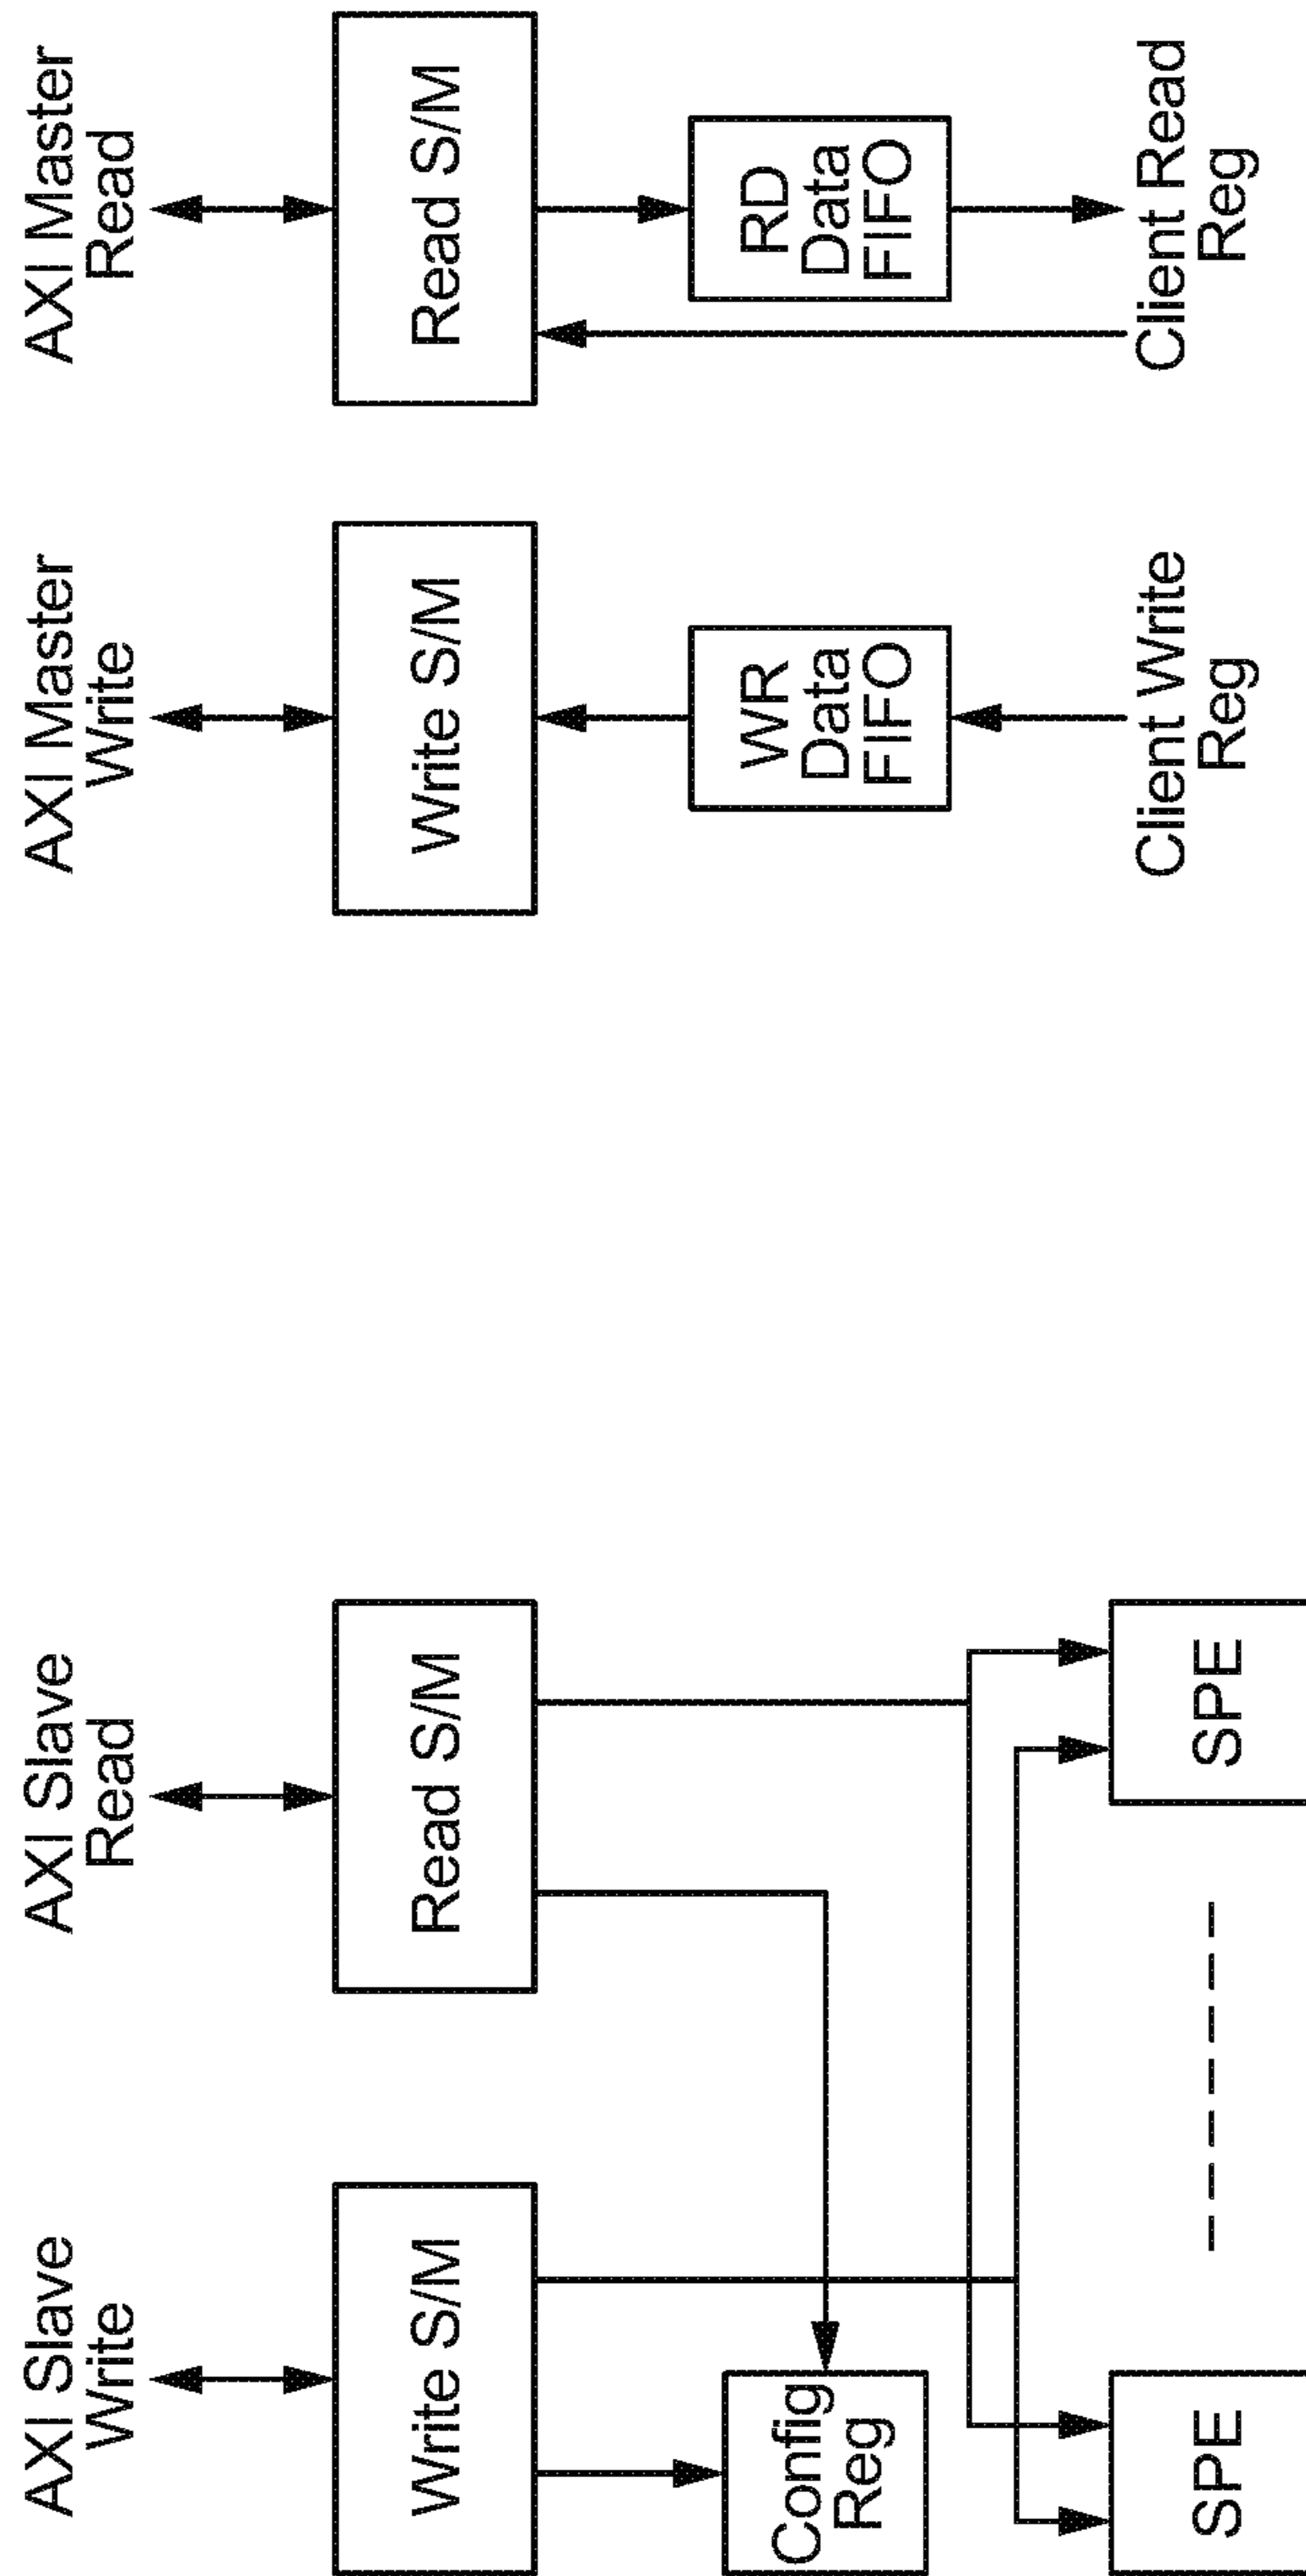 AXI Slave
Write
AXI Slave
Read
AXI Master
Write
AXI Master
Read
Write S/M
Read S/M
Write S/M
Read S/M
Config
Reg
WR
Data
FIFO
RD
Data
FIFO
SPE
SPE
Client Write
Reg
Client Read
Reg